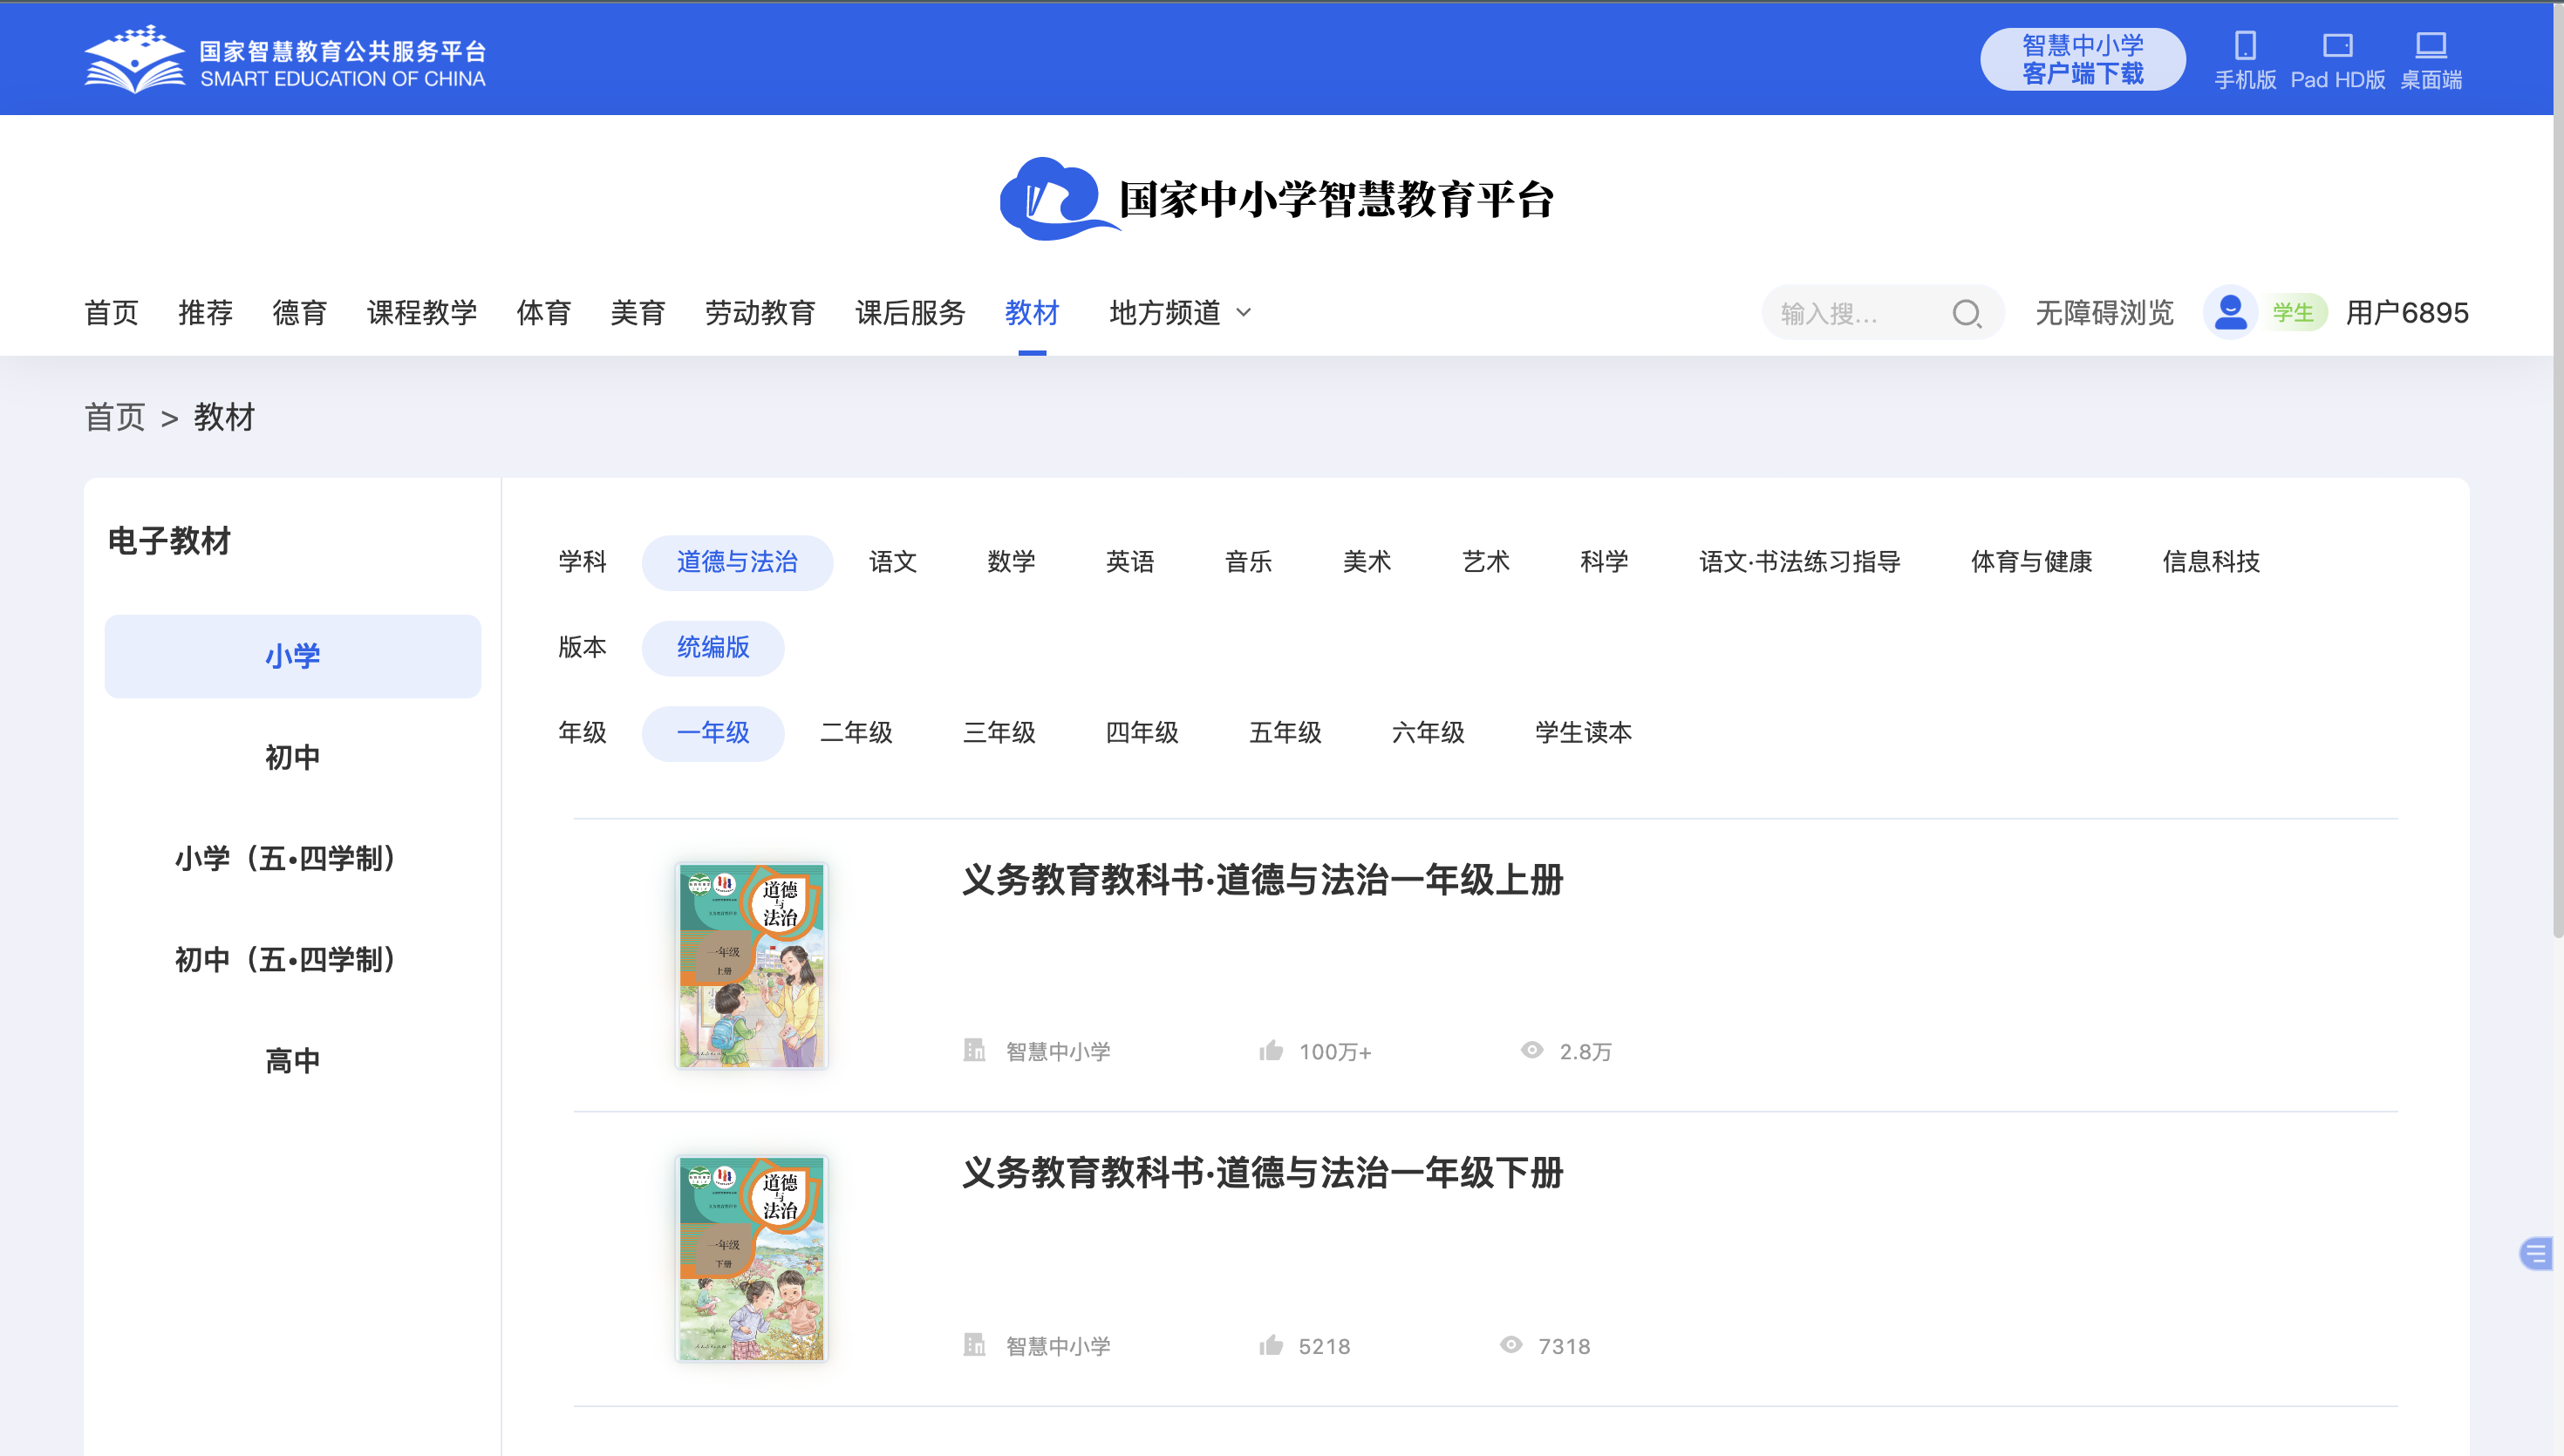 国家智慧教育公共服务平台
SMART EDUCATION OF CHINA
智慧中小学
客户端下载
手机版 Pad HD版 桌面端
国家中小学智慧教育平台
首页 推荐 德育 课程教学 体育 美育 劳动教育 课后服务 教材 地方频道
输入搜... 无障碍浏览 学生 用户6895
首页 > 教材
电子教材
小学
初中
小学（五•四学制）
初中（五•四学制）
高中
学科 道德与法治 语文 数学 英语 音乐 美术 艺术 科学 语文·书法练习指导 体育与健康 信息科技
版本 统编版
年级 一年级 二年级 三年级 四年级 五年级 六年级 学生读本
道德
与
法治
一年级
上册
义务教育教科书·道德与法治一年级上册
智慧中小学 100万+ 2.8万
道德
与
法治
一年级
下册
义务教育教科书·道德与法治一年级下册
智慧中小学 5218 7318